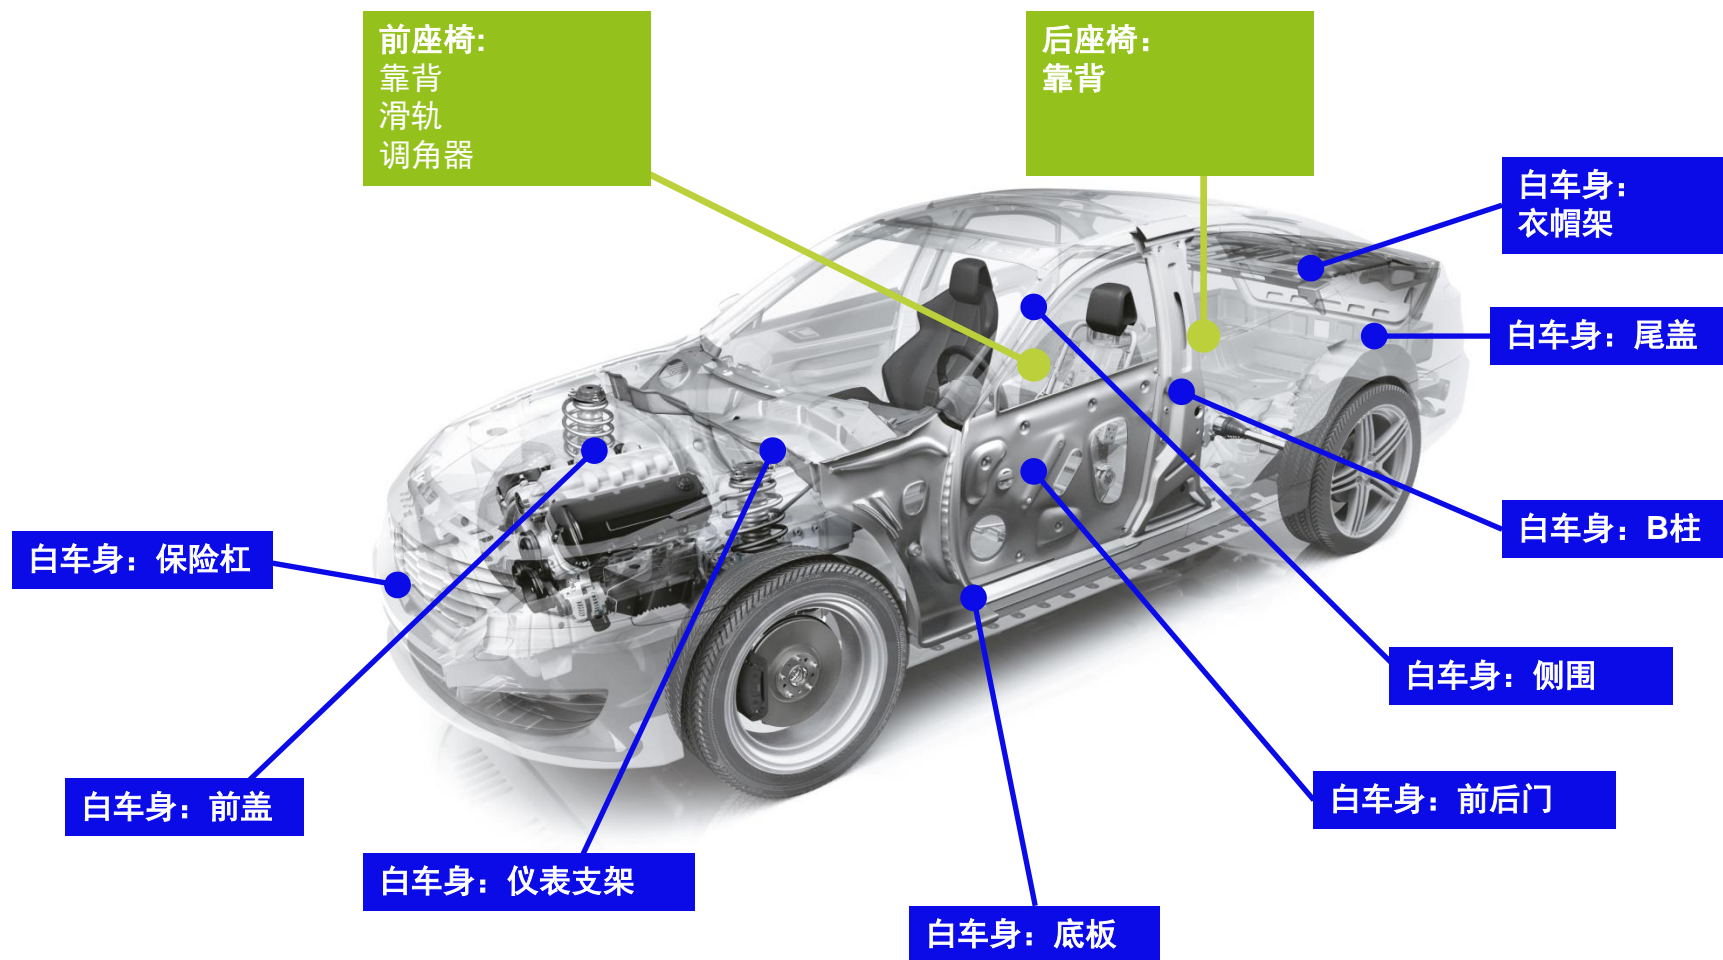 前座椅:
靠背
滑轨
调角器
后座椅：
靠背
白车身：
衣帽架
白车身：尾盖
白车身：B柱
白车身：保险杠
白车身：侧围
白车身：前盖
白车身：前后门
白车身：仪表支架
白车身：底板